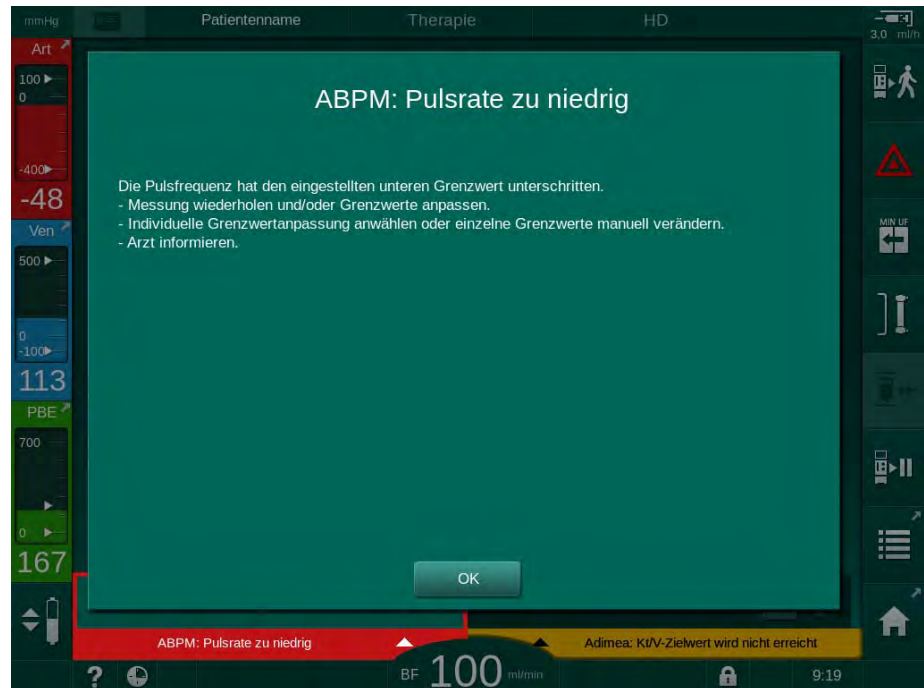 mmHg
Patientenname
Therapie
HD
3,0 ml/h
Art
100
0
-400
-48
Ven
500
0
-100
113
PBE
700
0
167
ABPM: Pulsrate zu niedrig
Die Pulsfrequenz hat den eingestellten unteren Grenzwert unterschritten.
- Messung wiederholen und/oder Grenzwerte anpassen.
- Individuelle Grenzwertanpassung anwählen oder einzelne Grenzwerte manuell verändern.
- Arzt informieren.
OK
MIN UF
ABPM: Pulsrate zu niedrig
Adimea: Kt/V-Zielwert wird nicht erreicht
?
BF 100 ml/min
9:19